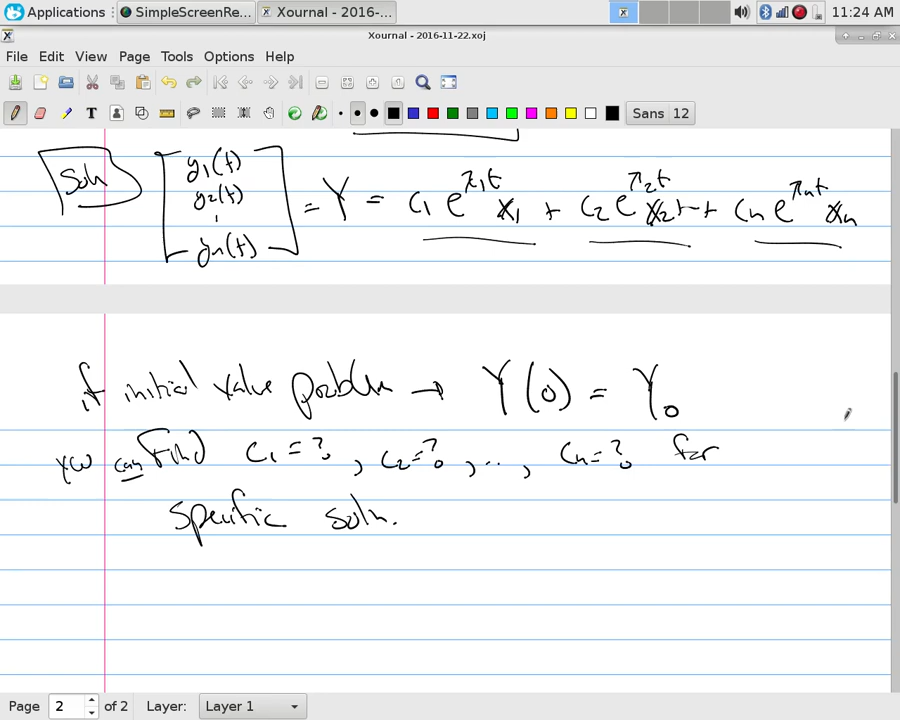 Applications SimpleScreenRe... Xournal - 2016-... 11:24 AM
Xournal - 2016-11-22.xoj
File Edit View Page Tools Options Help
Sans 12
Soln [y1(t) y2(t) ⋮ yn(t)] = Y = c1 e^{λ1t} x1 + c2 e^{λ2t} x2 + ... + cn e^{λnt} xn
if initial value problem → Y(0) = Y0
you can find c1 = ?, c2 = ?, ..., cn = ? for
specific soln.
Page 2 of 2 Layer: Layer 1